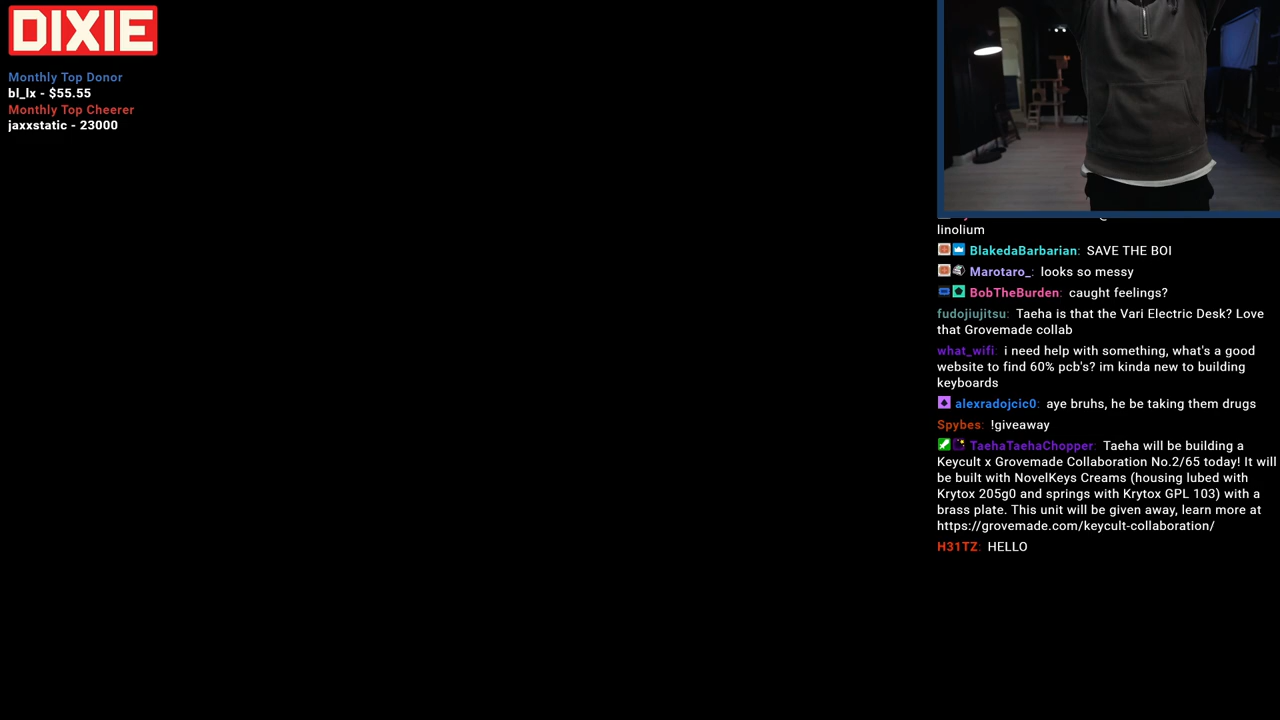 DIXIE
Monthly Top Donor
bl_lx - $55.55
Monthly Top Cheerer
jaxxstatic - 23000
linolium
BlakedaBarbarian: SAVE THE BOI
Marotaro_: looks so messy
BobTheBurden: caught feelings?
fudojiujitsu: Taeha is that the Vari Electric Desk? Love
that Grovemade collab
what_wifi: i need help with something, what's a good
website to find 60% pcb's? im kinda new to building
keyboards
alexradojcic0: aye bruhs, he be taking them drugs
Spybes: !giveaway
TaehaTaehaChopper: Taeha will be building a
Keycult x Grovemade Collaboration No.2/65 today! It will
be built with NovelKeys Creams (housing lubed with
Krytox 205g0 and springs with Krytox GPL 103) with a
brass plate. This unit will be given away, learn more at
https://grovemade.com/keycult-collaboration/
H31TZ: HELLO